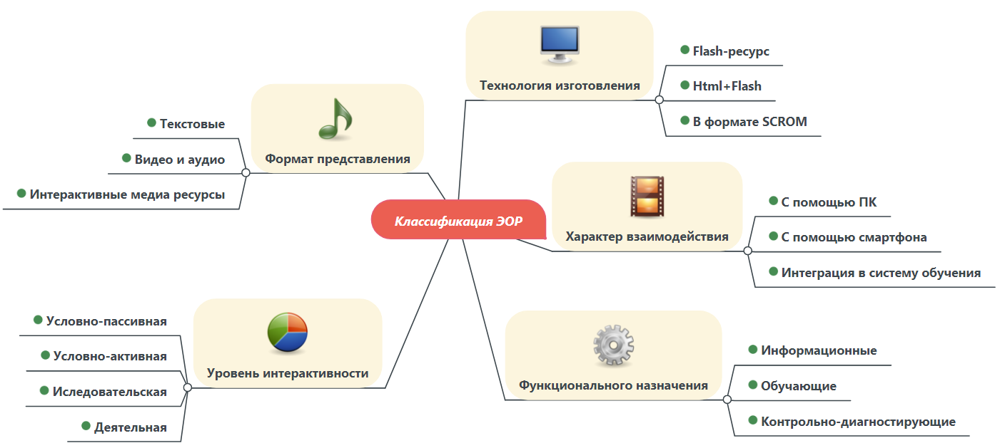 Классификация ЭОР
Технология изготовления
Flash-ресурс
Html+Flash
В формате SCROM
Характер взаимодействия
С помощью ПК
С помощью смартфона
Интеграция в систему обучения
Функционального назначения
Информационные
Обучающие
Контрольно-диагностирующие
Формат представления
Текстовые
Видео и аудио
Интерактивные медиа ресурсы
Уровень интерактивности
Условно-пассивная
Условно-активная
Иследовательская
Деятельная